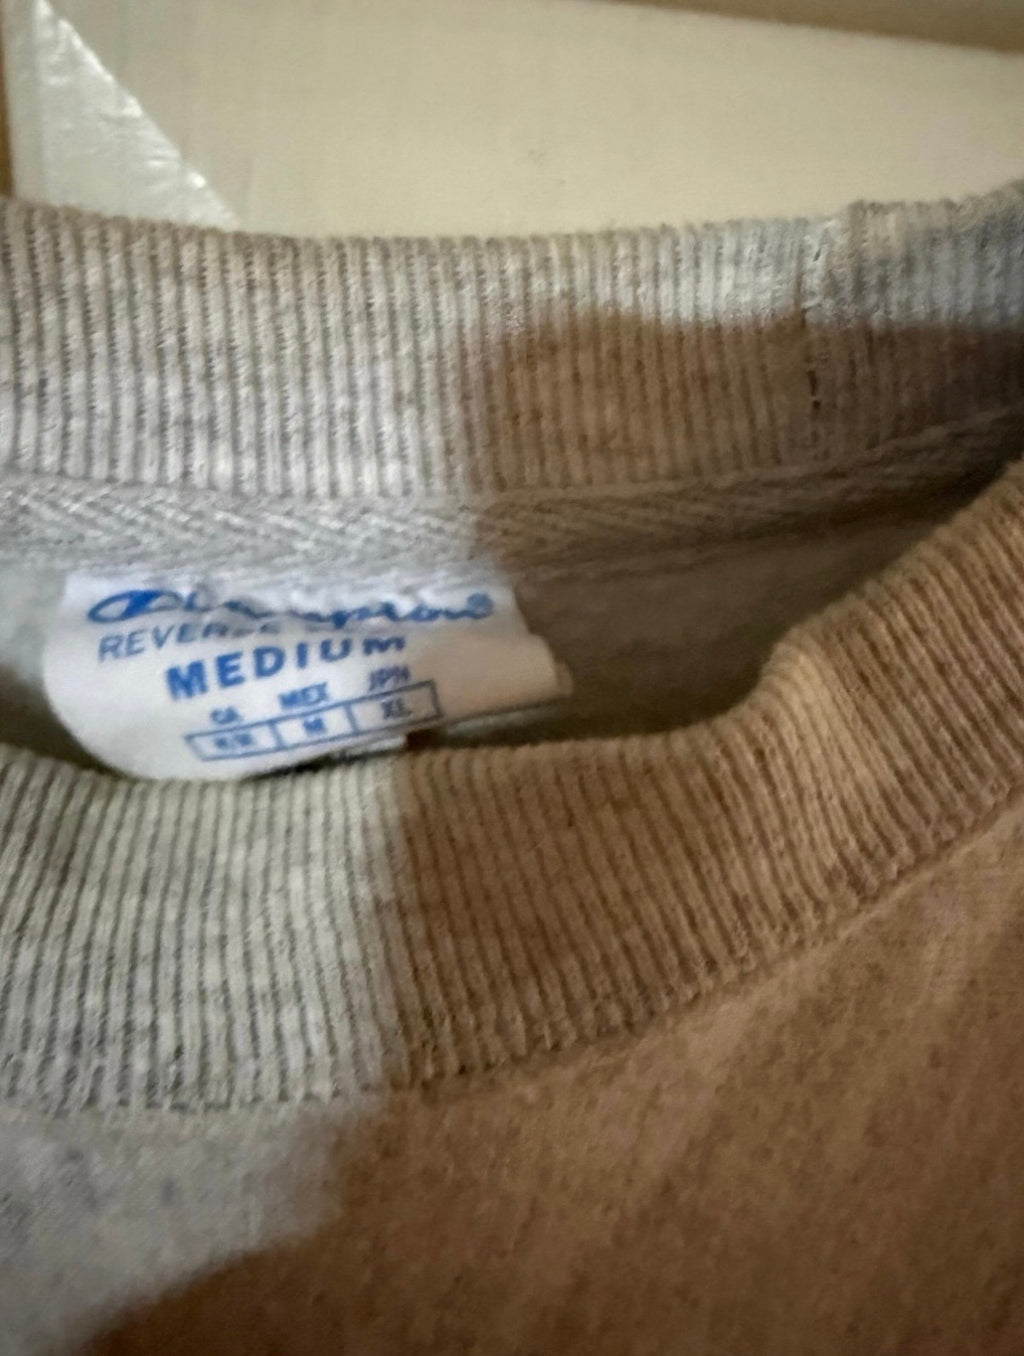 Champion®
REVERSE
MEDIUM
CA MEX JPN
M XL